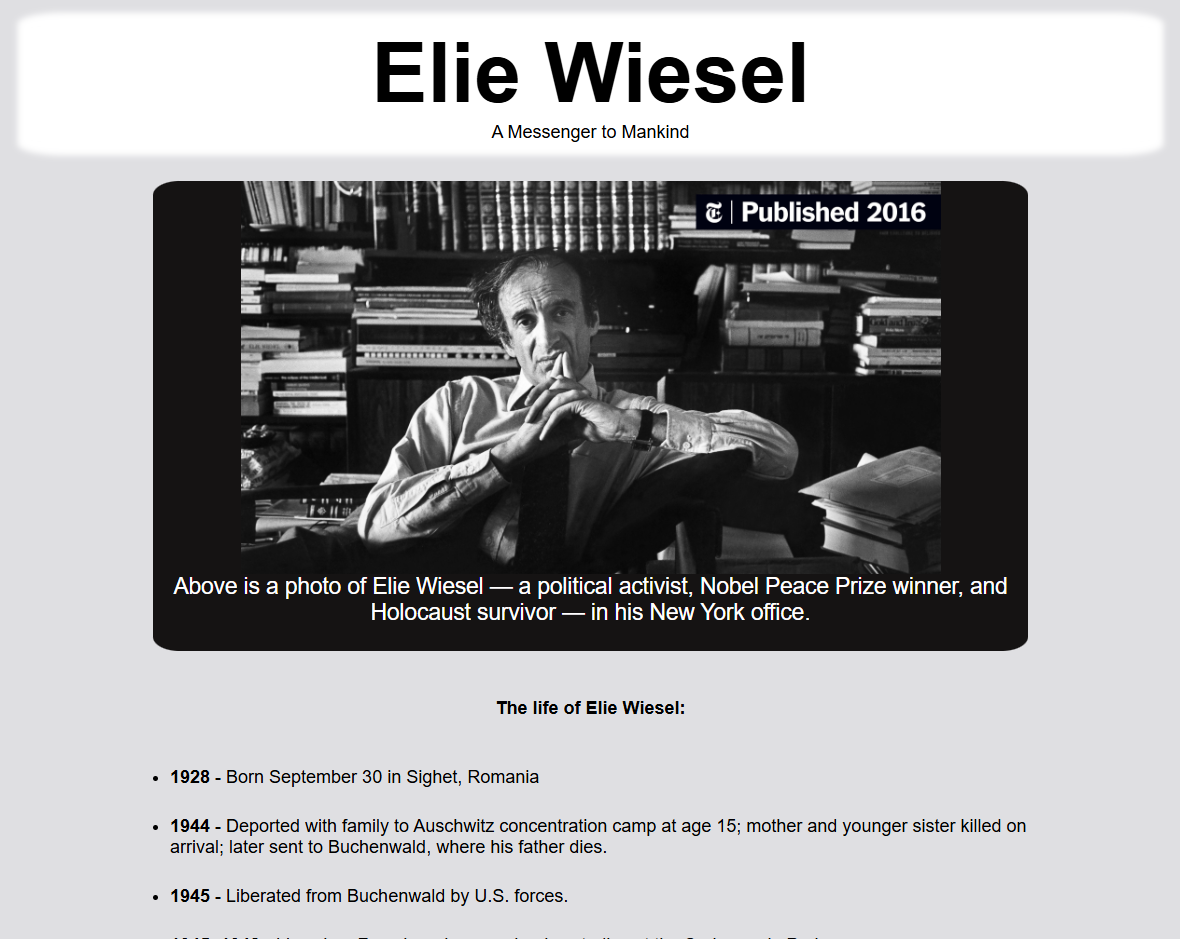 Elie Wiesel
A Messenger to Mankind
Published 2016
Above is a photo of Elie Wiesel — a political activist, Nobel Peace Prize winner, and
Holocaust survivor — in his New York office.
The life of Elie Wiesel:
• 1928 - Born September 30 in Sighet, Romania
• 1944 - Deported with family to Auschwitz concentration camp at age 15; mother and younger sister killed on
arrival; later sent to Buchenwald, where his father dies.
• 1945 - Liberated from Buchenwald by U.S. forces.